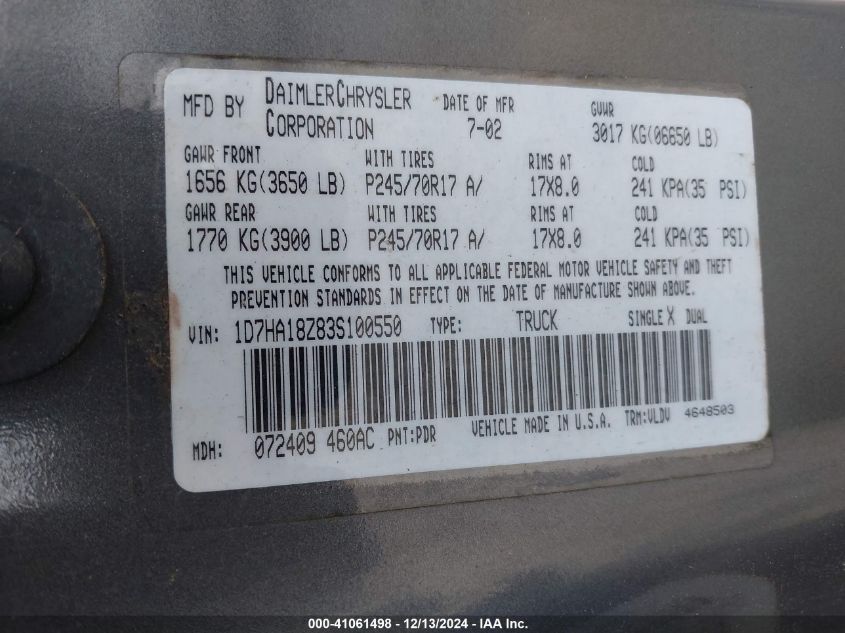 MFD BY DAIMLERCHRYSLER CORPORATION DATE OF MFR 7-02 GVWR 3017 KG(06650 LB)
GAWR FRONT WITH TIRES RIMS AT COLD
1656 KG(3650 LB) P245/70R17 A/ 17X8.0 241 KPA(35 PSI)
GAWR REAR WITH TIRES RIMS AT COLD
1770 KG(3900 LB) P245/70R17 A/ 17X8.0 241 KPA(35 PSI)
THIS VEHICLE CONFORMS TO ALL APPLICABLE FEDERAL MOTOR VEHICLE SAFETY AND THEFT
PREVENTION STANDARDS IN EFFECT ON THE DATE OF MANUFACTURE SHOWN ABOVE.
VIN: 1D7HA18Z83S100550 TYPE: TRUCK SINGLE X DUAL
MDH: 072409 460AC PNT:PDR VEHICLE MADE IN U.S.A. TRM:VLDV 4648503
000-41061498 - 12/13/2024 - IAAI Inc.